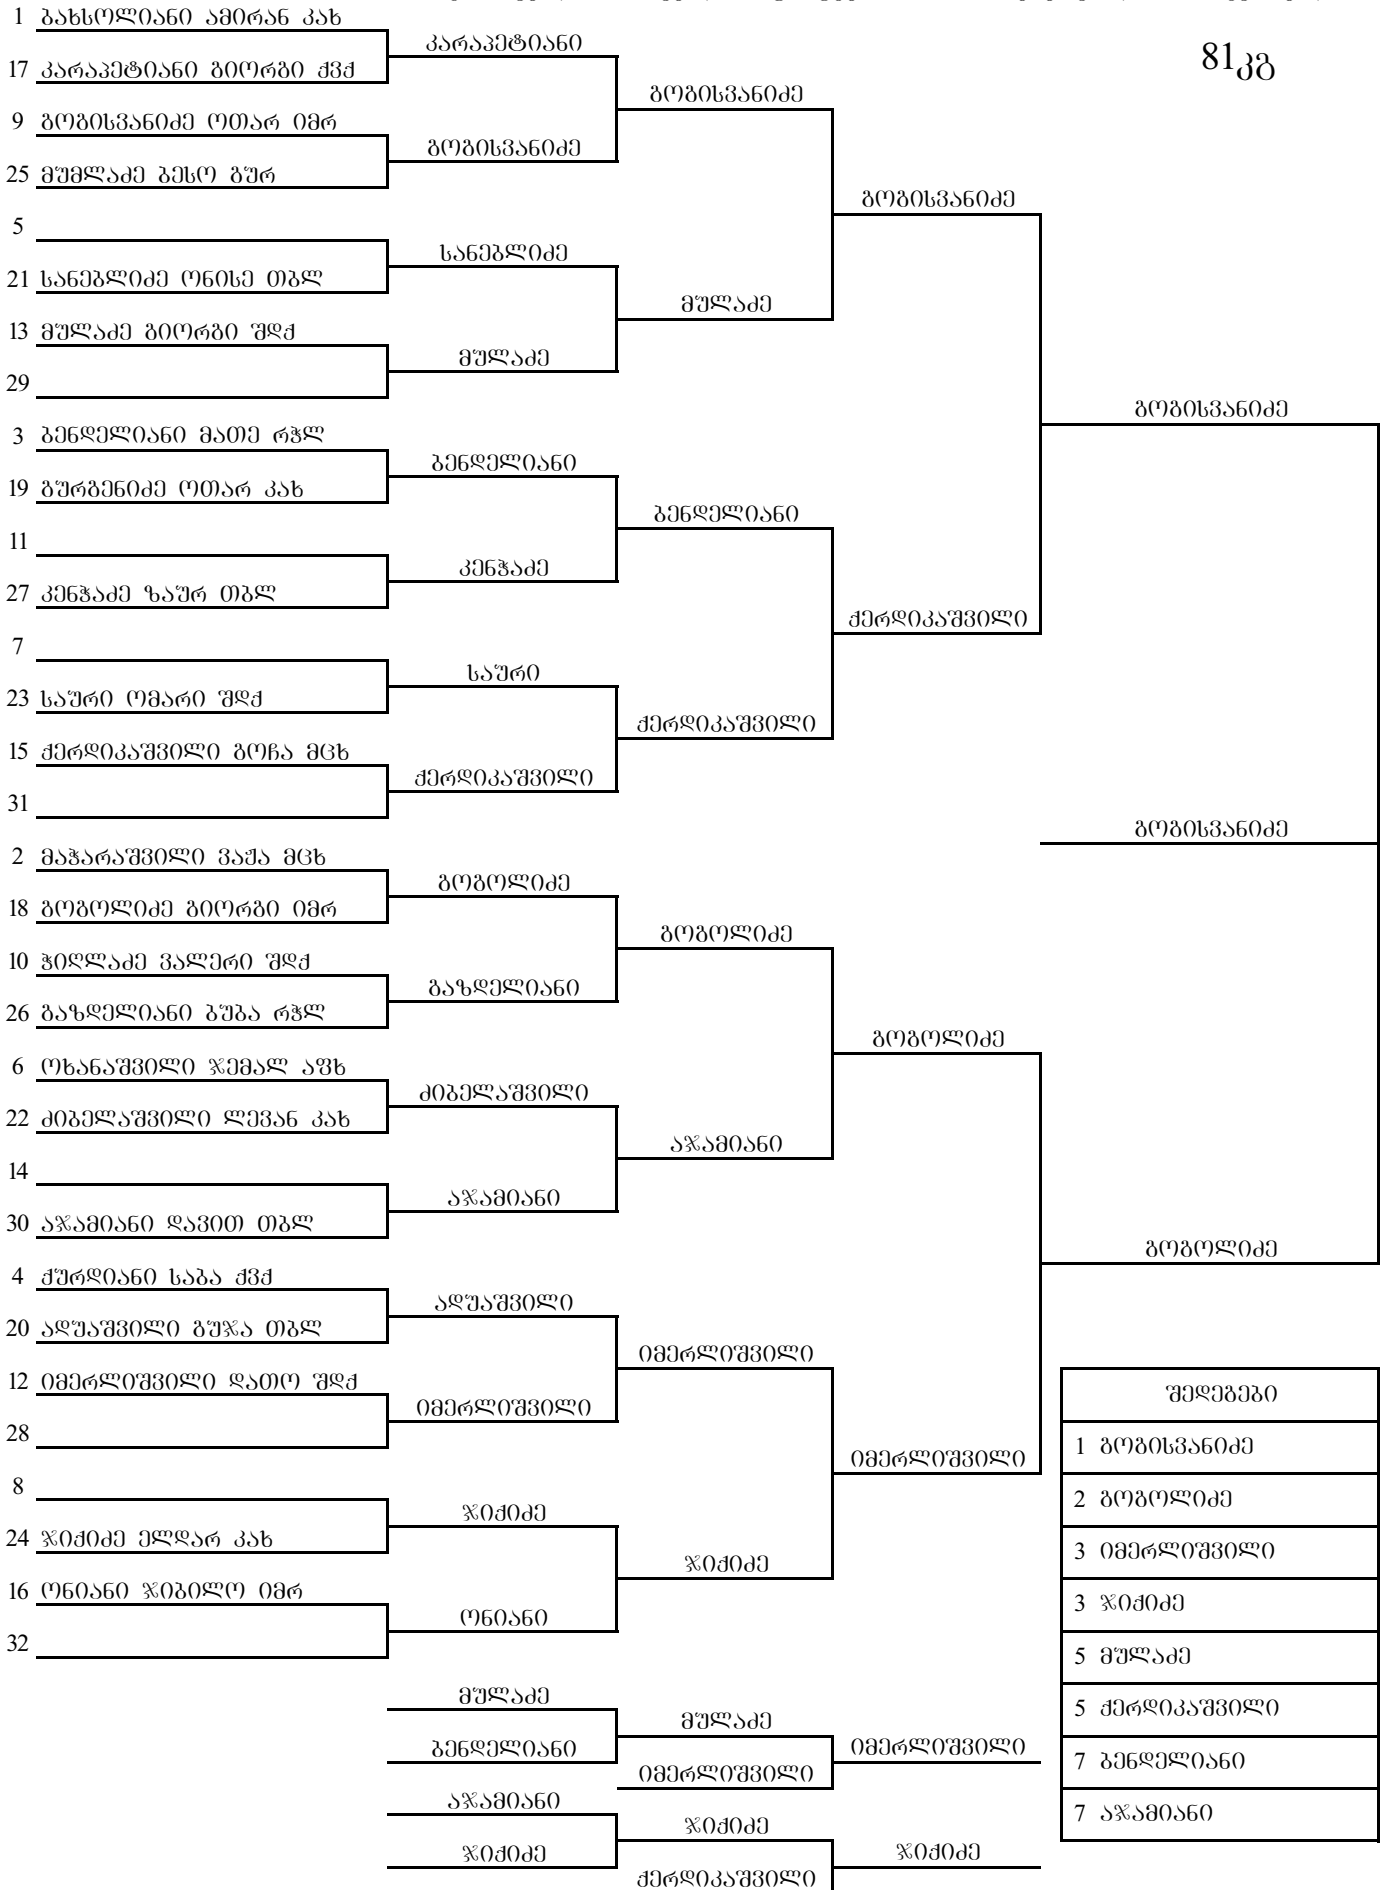 81კგ
1 ბახსოლიანი ამირან კახ
17 კარაპეტიანი გიორგი ქვქ
9 გოგისვანიძე ოთარ იმრ
25 მუმლაძე ბესო გურ
5
21 სანებლიძე ონისე თბლ
13 მულაძე გიორგი შდქ
29
3 ბენდელიანი მათე რჭლ
19 გურგენიძე ოთარ კახ
11
27 კენჭაძე ზაურ თბლ
7
23 საური ომარი შდქ
15 ქერდიკაშვილი გოჩა მცხ
31
2 მაჭარაშვილი ვაჟა მცხ
18 გოგოლიძე გიორგი იმრ
10 ჭიღლაძე ვალერი შდქ
26 გაზდელიანი ბუბა რჭლ
6 ოხანაშვილი ჯემალ აფხ
22 ძიბელაშვილი ლევან კახ
14
30 აჯამიანი დავით თბლ
4 ქურდიანი საბა ქვქ
20 ადუაშვილი გუჯა თბლ
12 იმერლიშვილი დათო შდქ
28
8
24 ჯიქიძე ელდარ კახ
16 ონიანი ჯიბილო იმრ
32
კარაპეტიანი
გოგისვანიძე
სანებლიძე
მულაძე
ბენდელიანი
კენჭაძე
საური
ქერდიკაშვილი
გოგოლიძე
გაზდელიანი
ძიბელაშვილი
აჯამიანი
ადუაშვილი
იმერლიშვილი
ჯიქიძე
ონიანი
გოგისვანიძე
მულაძე
ბენდელიანი
ქერდიკაშვილი
გოგოლიძე
აჯამიანი
იმერლიშვილი
ჯიქიძე
გოგისვანიძე
ქერდიკაშვილი
გოგოლიძე
იმერლიშვილი
გოგისვანიძე
გოგისვანიძე
გოგოლიძე
მულაძე
ბენდელიანი
აჯამიანი
ჯიქიძე
მულაძე
იმერლიშვილი
ჯიქიძე
ქერდიკაშვილი
იმერლიშვილი
ჯიქიძე
შედეგები
1 გოგისვანიძე
2 გოგოლიძე
3 იმერლიშვილი
3 ჯიქიძე
5 მულაძე
5 ქერდიკაშვილი
7 ბენდელიანი
7 აჯამიანი